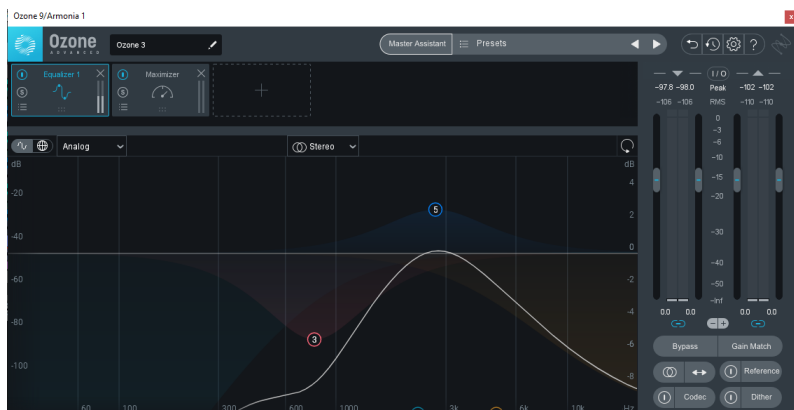 Ozone 9/Armonia 1
x
Ozone
ADVANCED
Ozone 3
Master Assistant
Presets
?
Equalizer 1
Maximizer
S
S
+
I / O
-97.8 -98.0 Peak -102 -102
-106 -106 RMS -110 -110
0
-3
-6
-10
-15
-20
-30
-40
-50
-Inf
0.0 0.0 0.0 0.0
Analog
Stereo
dB dB
4
-20
2
-40
0
-60 -2
-4
-80
-6
-100
-8
5
3
60 100 300 600 1000 3k 6k 10k Hz
Bypass Gain Match
Reference
Codec Dither